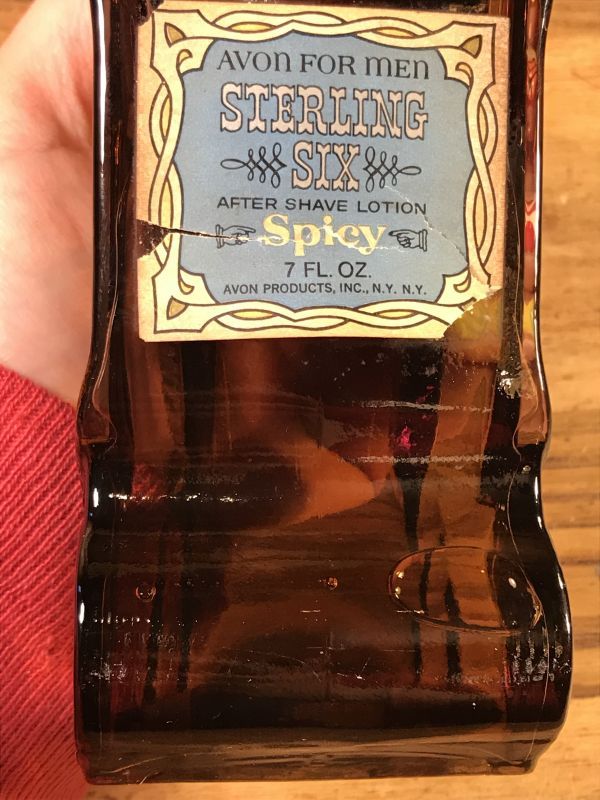 AVON FOR MEN
STERLING
SIX
AFTER SHAVE LOTION
Spicy
7 FL. OZ.
AVON PRODUCTS, INC., N.Y. N.Y.